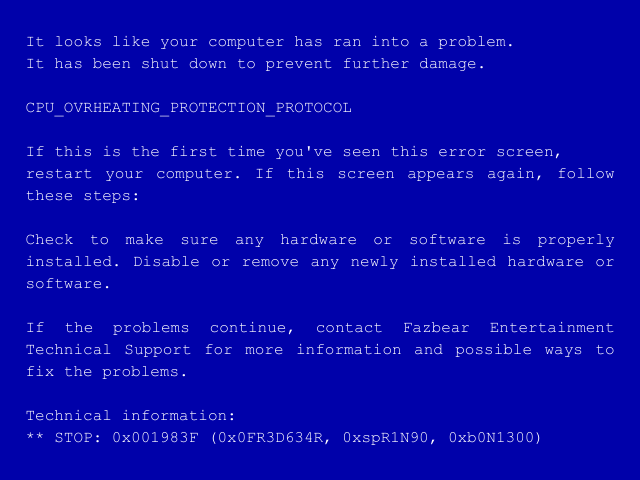 It looks like your computer has ran into a problem.
It has been shut down to prevent further damage.
CPU_OVRHEATING_PROTECTION_PROTOCOL
If this is the first time you've seen this error screen,
restart your computer. If this screen appears again, follow
these steps:
Check to make sure any hardware or software is properly
installed. Disable or remove any newly installed hardware or
software.
If the problems continue, contact Fazbear Entertainment
Technical Support for more information and possible ways to
fix the problems.
Technical information:
** STOP: 0x001983F (0x0FR3D634R, 0xspR1N90, 0xb0N1300)